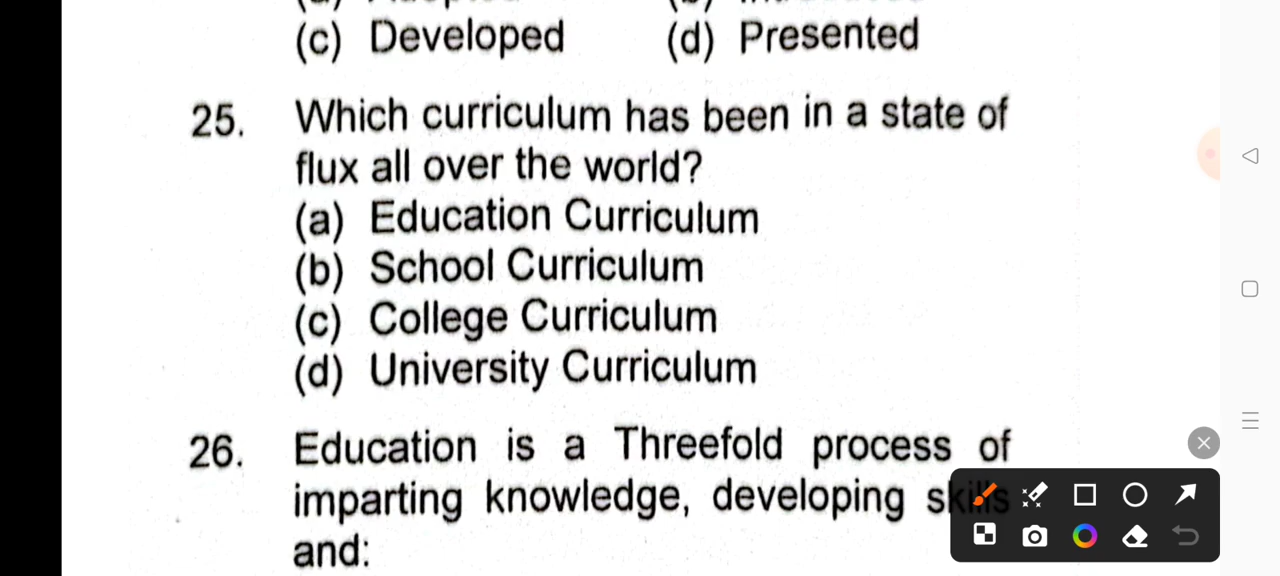 (c) Developed (d) Presented
25. Which curriculum has been in a state of
flux all over the world?
(a) Education Curriculum
(b) School Curriculum
(c) College Curriculum
(d) University Curriculum
26. Education is a Threefold process of
imparting knowledge, developing skills
and: